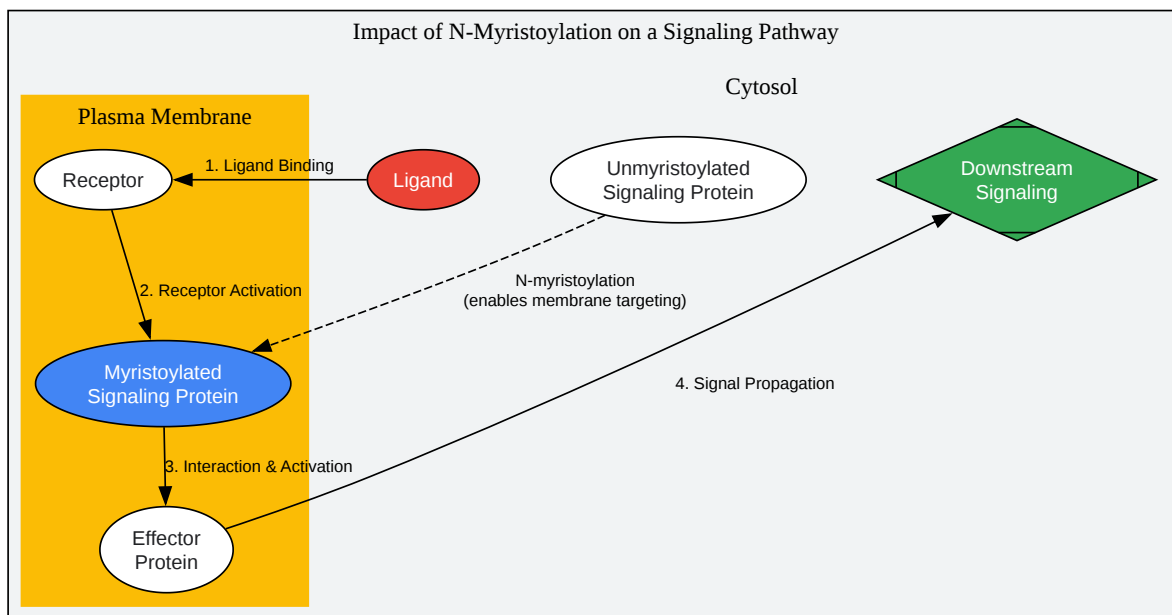 Impact of N-Myristoylation on a Signaling Pathway
Cytosol
Plasma Membrane
Receptor
1. Ligand Binding
Ligand
Unmyristoylated
Signaling Protein
Downstream
Signaling
N-myristoylation
(enables membrane targeting)
2. Receptor Activation
Myristoylated
Signaling Protein
4. Signal Propagation
3. Interaction & Activation
Effector
Protein